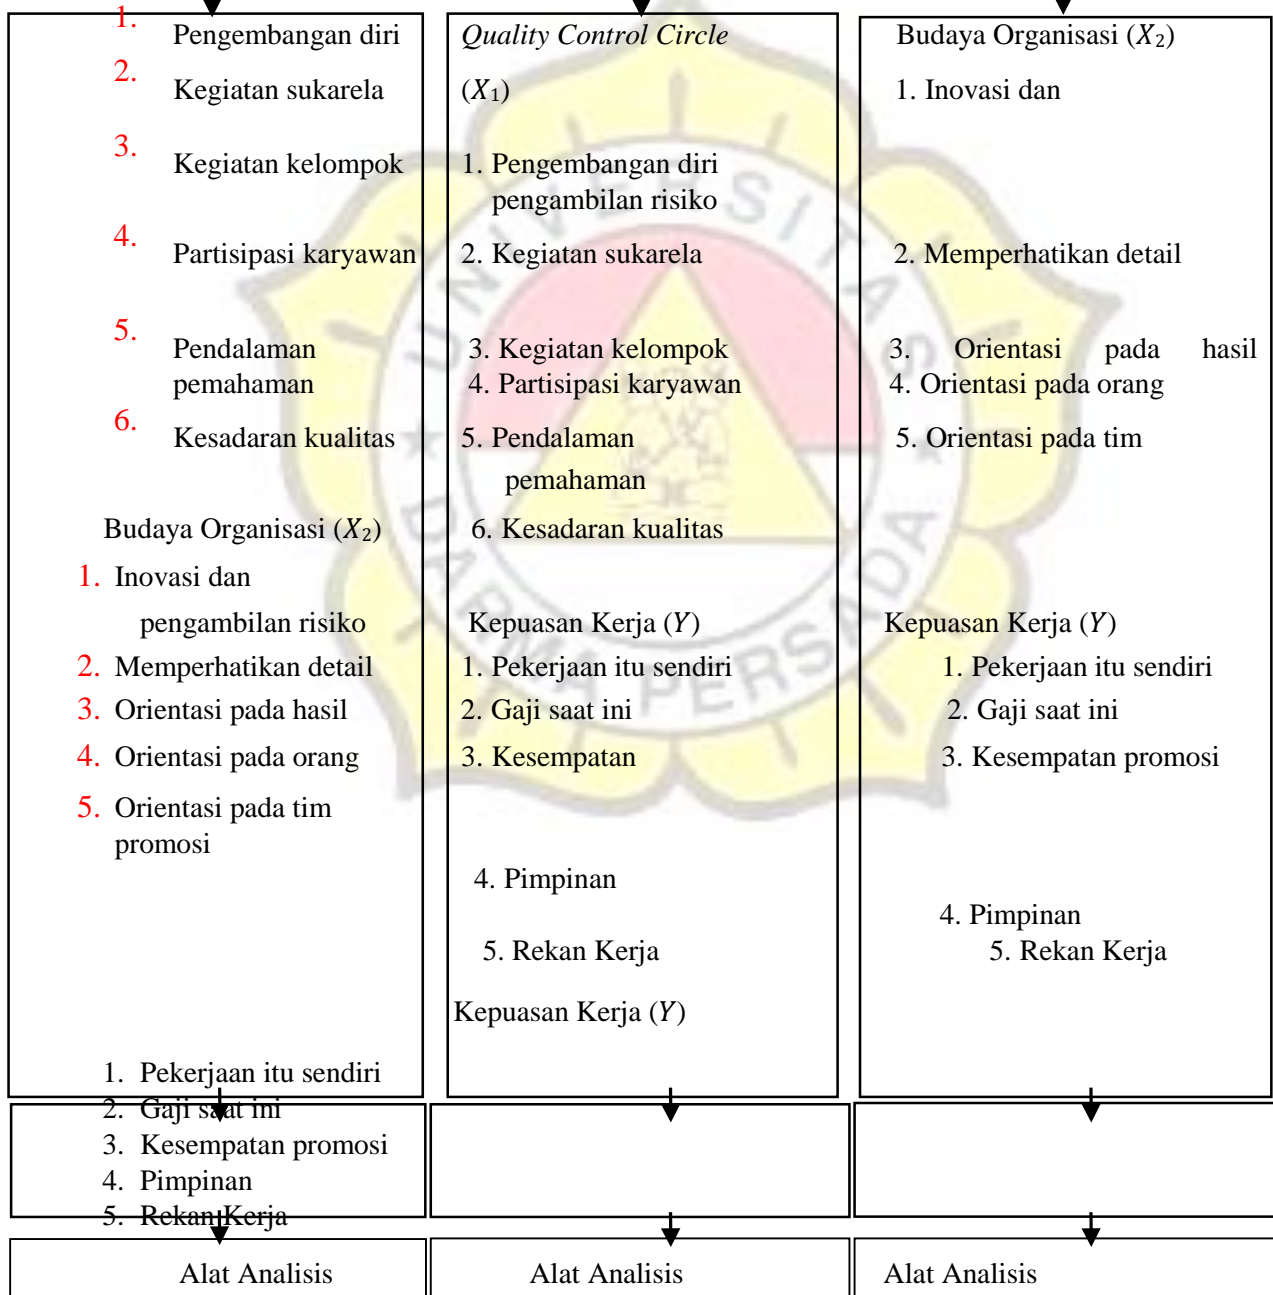 1. Pengembangan diri
2. Kegiatan sukarela
3. Kegiatan kelompok
4. Partisipasi karyawan
5. Pendalaman
pemahaman
6. Kesadaran kualitas
Budaya Organisasi (X₂)
1. Inovasi dan
pengambilan risiko
2. Memperhatikan detail
3. Orientasi pada hasil
4. Orientasi pada orang
5. Orientasi pada tim
promosi
1. Pekerjaan itu sendiri
2. Gaji saat ini
3. Kesempatan promosi
4. Pimpinan
5. Rekan Kerja
Alat Analisis
Quality Control Circle
(X₁)
1. Pengembangan diri
pengambilan risiko
2. Kegiatan sukarela
3. Kegiatan kelompok
4. Partisipasi karyawan
5. Pendalaman
pemahaman
6. Kesadaran kualitas
Kepuasan Kerja (Y)
1. Pekerjaan itu sendiri
2. Gaji saat ini
3. Kesempatan
4. Pimpinan
5. Rekan Kerja
Kepuasan Kerja (Y)
Alat Analisis
Budaya Organisasi (X₂)
1. Inovasi dan
2. Memperhatikan detail
3. Orientasi pada hasil
4. Orientasi pada orang
5. Orientasi pada tim
Kepuasan Kerja (Y)
1. Pekerjaan itu sendiri
2. Gaji saat ini
3. Kesempatan promosi
4. Pimpinan
5. Rekan Kerja
Alat Analisis
UNIVERSITAS
DARMA PERSADA